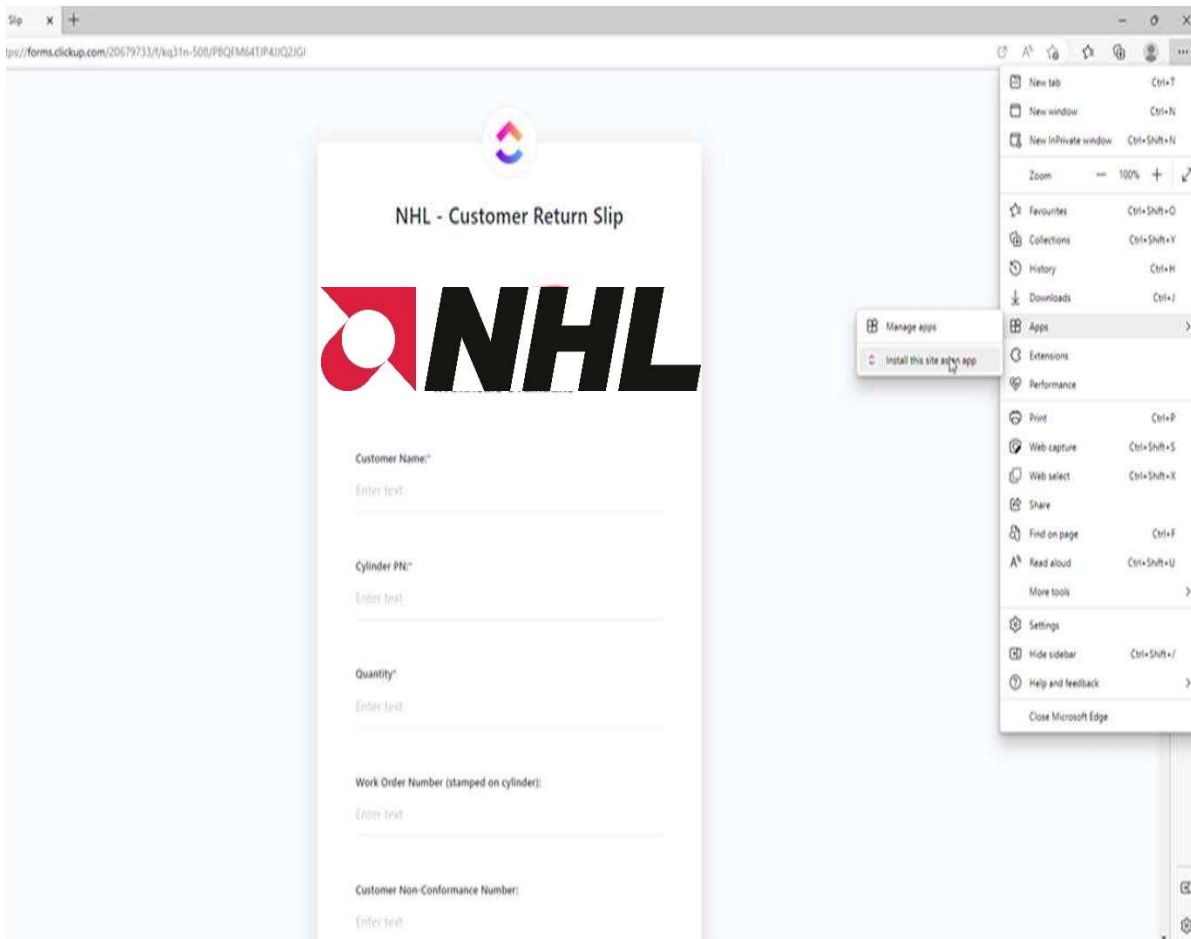 Slip
forms.clickup.com/20679733/f/
New tab Ctrl+T
New window Ctrl+N
New InPrivate window Ctrl+Shift+N
Zoom 100%
Favourites Ctrl+Shift+O
Collections Ctrl+Shift+Y
History Ctrl+H
Downloads Ctrl+J
Apps
Extensions
Performance
Print Ctrl+P
Web capture Ctrl+Shift+S
Web select Ctrl+Shift+X
Share
Find on page Ctrl+F
Read aloud Ctrl+Shift+U
More tools
Settings
Hide sidebar Ctrl+Shift+/
Help and feedback
Close Microsoft Edge
Manage apps
Install this site as an app
NHL - Customer Return Slip
NHL
Customer Name:*
Enter text
Cylinder PN:*
Enter text
Quantity*
Enter text
Work Order Number (stamped on cylinder):
Enter text
Customer Non-Conformance Number:
Enter text